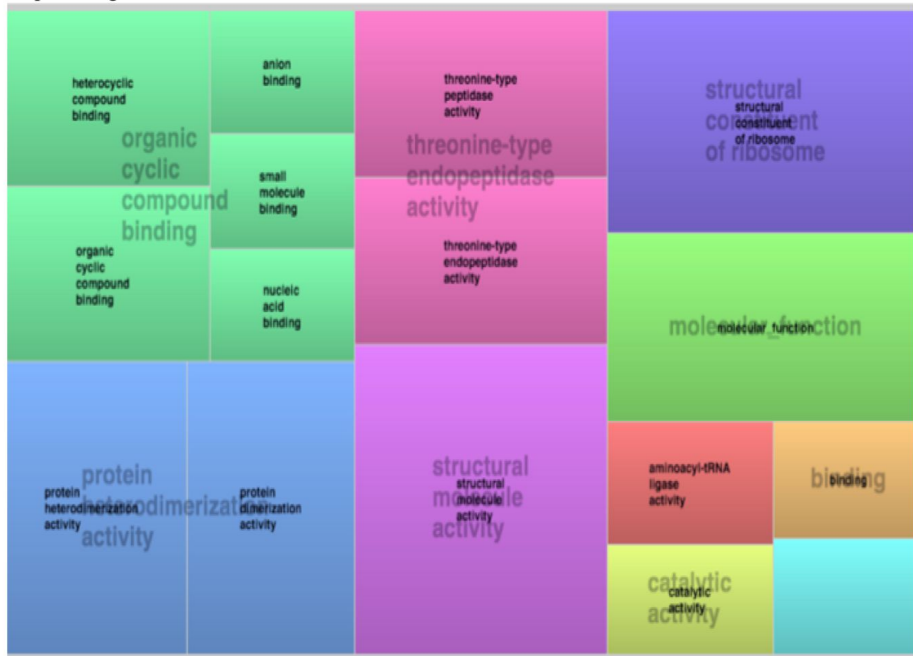 heterocyclic
compound
binding
anion
binding
organic
cyclic
compound
binding
small
molecule
binding
organic
cyclic
compound
binding
nucleic
acid
binding
threonine-type
peptidase
activity
threonine-type
endopeptidase
activity
threonine-type
endopeptidase
activity
structural
constituent
of ribosome
structural
constituent
of ribosome
molecular_function
molecular_function
protein
heterodimerization
activity
protein
heterodimerization
activity
protein
dimerization
activity
structural
molecule
activity
structural
molecule
activity
aminoacyl-tRNA
ligase
activity
binding
binding
catalytic
activity
catalytic
activity